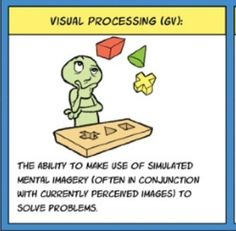 VISUAL PROCESSING (GV):
THE ABILITY TO MAKE USE OF SIMULATED
MENTAL IMAGERY (OFTEN IN CONJUNCTION
WITH CURRENTLY PERCEIVED IMAGES) TO
SOLVE PROBLEMS.